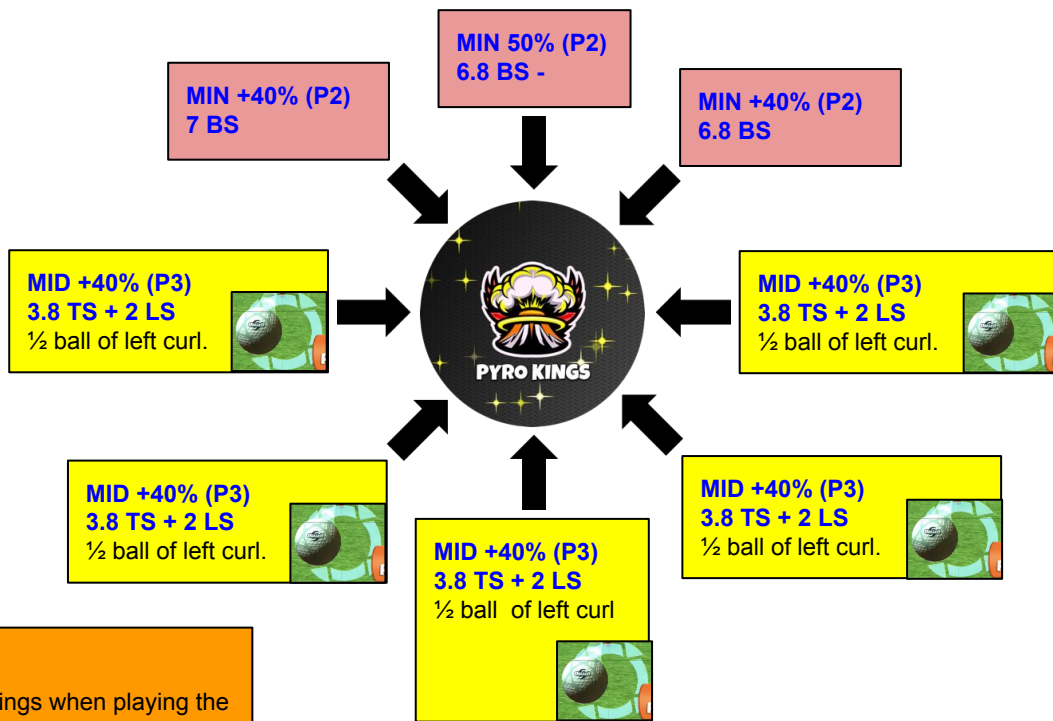 MIN 50% (P2)
6.8 BS -
MIN +40% (P2)
7 BS
MIN +40% (P2)
6.8 BS
MID +40% (P3)
3.8 TS + 2 LS
½ ball of left curl.
PYRO KINGS
MID +40% (P3)
3.8 TS + 2 LS
½ ball of left curl.
MID +40% (P3)
3.8 TS + 2 LS
½ ball of left curl.
MID +40% (P3)
3.8 TS + 2 LS
½ ball of left curl
MID +40% (P3)
3.8 TS + 2 LS
½ ball of left curl.
ings when playing the